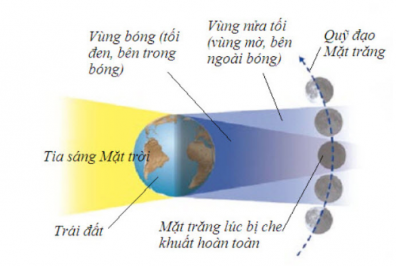 Vùng bóng (tối
đen, bên trong
bóng)
Vùng nửa tối
(vùng mở, bên
ngoài bóng)
Quỹ đạo
Mặt trăng
Tia sáng Mặt trời
Trái đất
Mặt trăng lúc bị che
khuất hoàn toàn